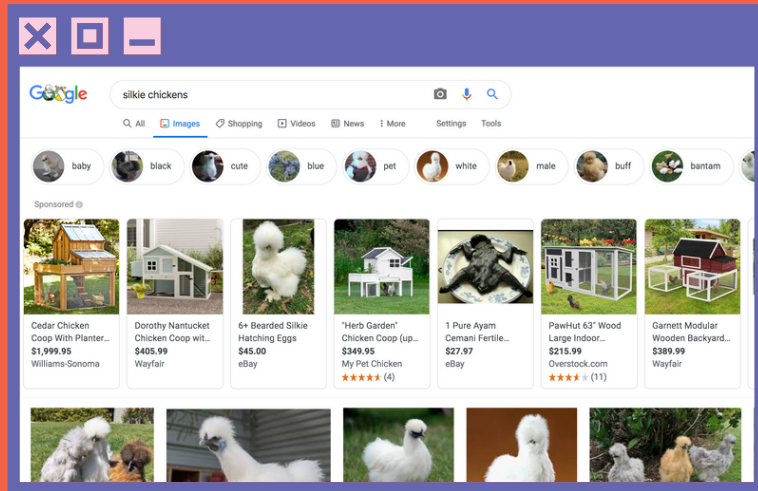 Google
silkie chickens
All Images Shopping Videos News More Settings Tools
baby black cute blue pet white male buff bantam
Sponsored
Cedar Chicken
Coop With Planter...
$1,999.95
Williams-Sonoma
Dorothy Nantucket
Chicken Coop wit...
$405.99
Wayfair
6+ Bearded Silkie
Hatching Eggs
$45.00
eBay
"Herb Garden"
Chicken Coop (up...
$349.95
My Pet Chicken
(4)
1 Pure Ayam
Cemani Fertile...
$27.97
eBay
PawHut 63" Wood
Large Indoor...
$215.99
Overstock.com
(11)
Garnett Modular
Wooden Backyard...
$389.99
Wayfair